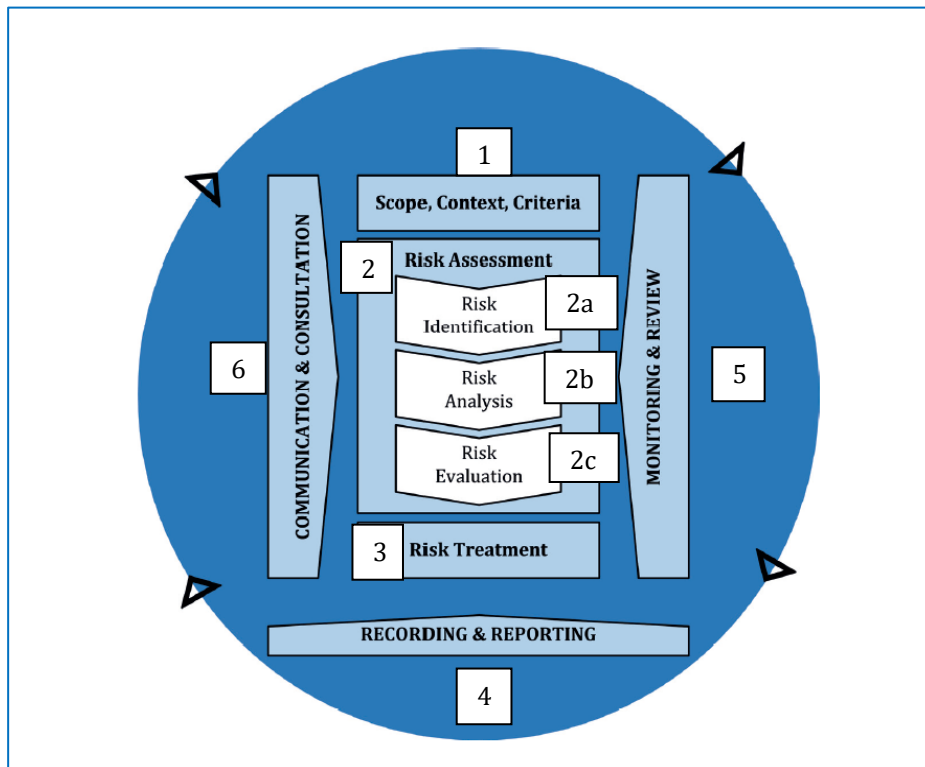 1
Scope, Context, Criteria
2
Risk Assessment
2a
Risk
Identification
2b
Risk
Analysis
2c
Risk
Evaluation
3
Risk Treatment
COMMUNICATION & CONSULTATION
6
MONITORING & REVIEW
5
RECORDING & REPORTING
4